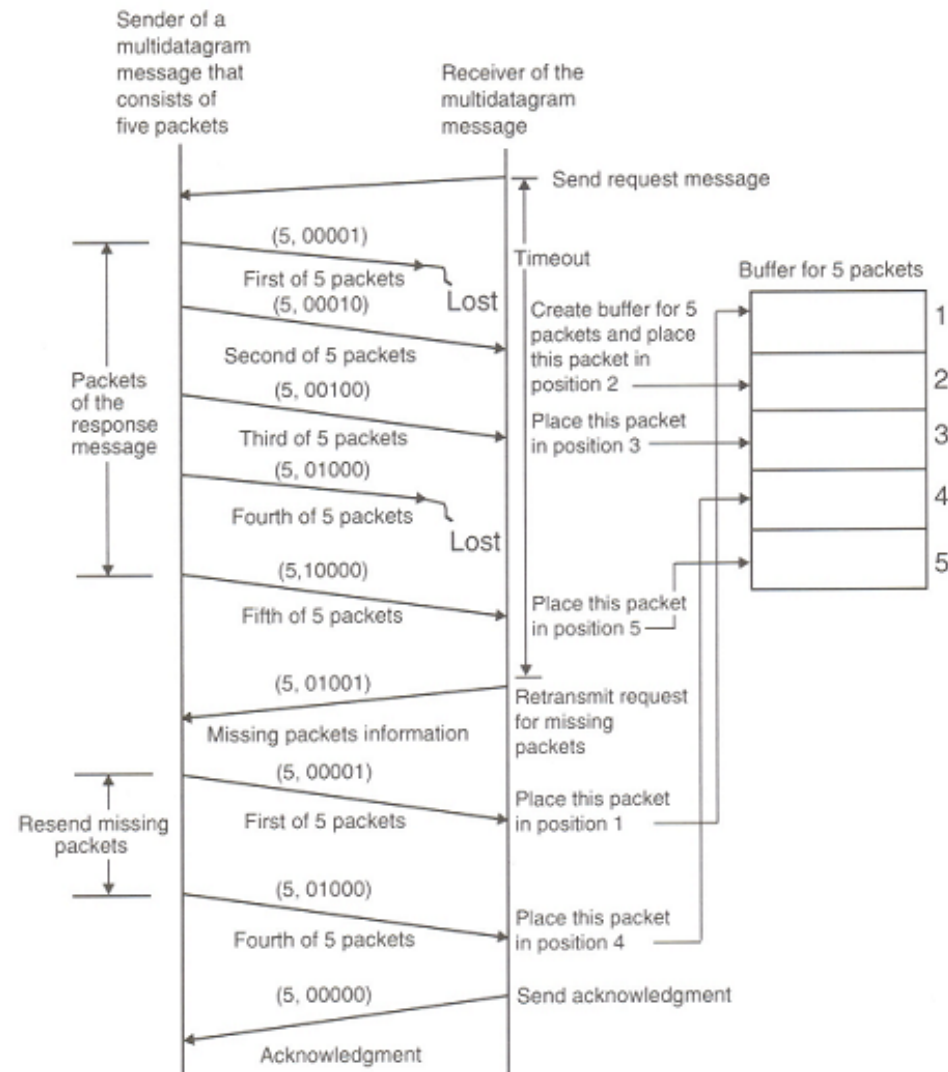 Sender of a
multidatagram
message that
consists of
five packets
Receiver of the
multidatagram
message
Send request message
(5, 00001)
First of 5 packets
Lost
Timeout
Buffer for 5 packets
(5, 00010)
Second of 5 packets
Create buffer for 5
packets and place
this packet in
position 2
1
2
3
4
5
Packets
of the
response
message
(5, 00100)
Third of 5 packets
Place this packet
in position 3
(5, 01000)
Fourth of 5 packets
Lost
(5,10000)
Fifth of 5 packets
Place this packet
in position 5
(5, 01001)
Missing packets information
Retransmit request
for missing
packets
Resend missing
packets
(5, 00001)
First of 5 packets
Place this packet
in position 1
(5, 01000)
Fourth of 5 packets
Place this packet
in position 4
(5, 00000)
Send acknowledgment
Acknowledgment